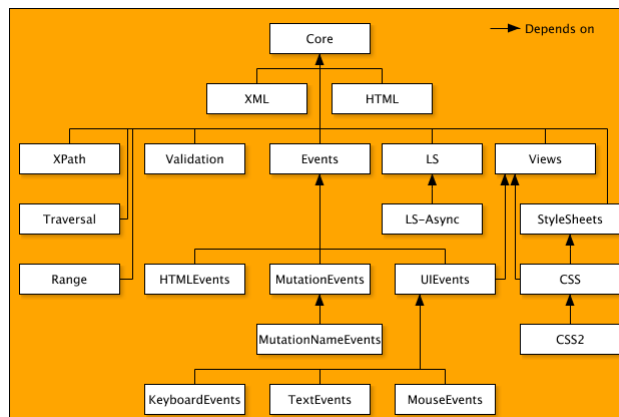 Core
Depends on
XML
HTML
XPath
Validation
Events
LS
Views
Traversal
LS-Async
StyleSheets
Range
HTMLEvents
MutationEvents
UIEvents
CSS
MutationNameEvents
CSS2
KeyboardEvents
TextEvents
MouseEvents